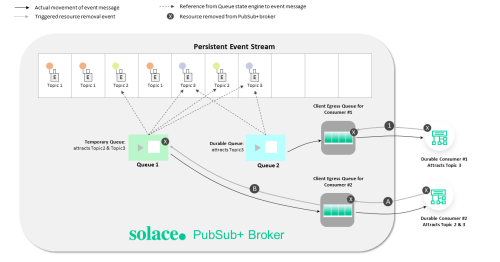 Actual movement of event message
Reference from Queue state engine to event message
Triggered resource removal event
X Resource removed from PubSub+ broker
Persistent Event Stream
E E E E E E E
Topic 1 Topic 1 Topic 2 Topic 1 Topic 3 Topic 2 Topic 3
Client Egress Queue for
Consumer #1
X 1 X
Temporary Queue:
attracts Topic2 & Topic3
X
Durable Queue:
attracts Topic3
Queue 1
Queue 2
Durable Consumer #1
Attracts Topic 3
Client Egress Queue for
Consumer #2
B X A X
Durable Consumer #2
Attracts Topic 2 & 3
solace PubSub+ Broker